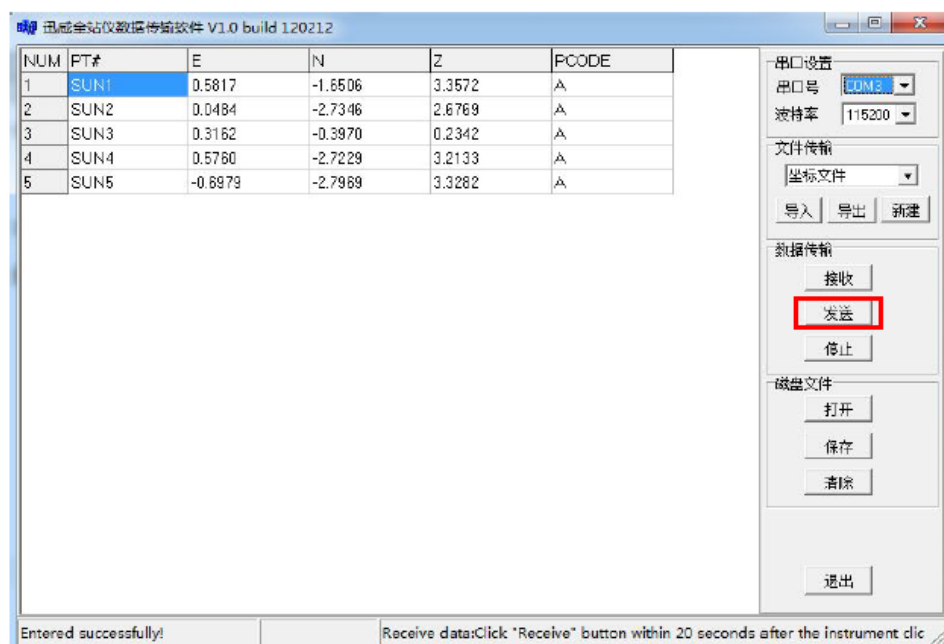 迅威全站仪数据传输软件 V1.0 build 120212
NUM PT# E N Z PCODE
1 SUN1 0.5817 -1.6506 3.3572 A
2 SUN2 0.0484 -2.7346 2.6769 A
3 SUN3 0.3162 -0.3970 0.2342 A
4 SUN4 0.5760 -2.7229 3.2133 A
5 SUN5 -0.6979 -2.7969 3.3282 A
串口设置
串口号 COM3
波特率 115200
文件传输
坐标文件
导入 导出 新建
数据传输
接收
发送
停止
磁盘文件
打开
保存
清除
退出
Entered successfully!
Receive data:Click "Receive" button within 20 seconds after the instrument clic